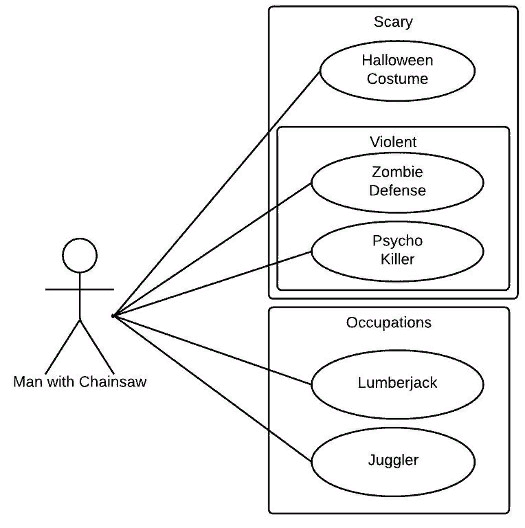 Scary
Halloween
Costume
Violent
Zombie
Defense
Psycho
Killer
Man with Chainsaw
Occupations
Lumberjack
Juggler